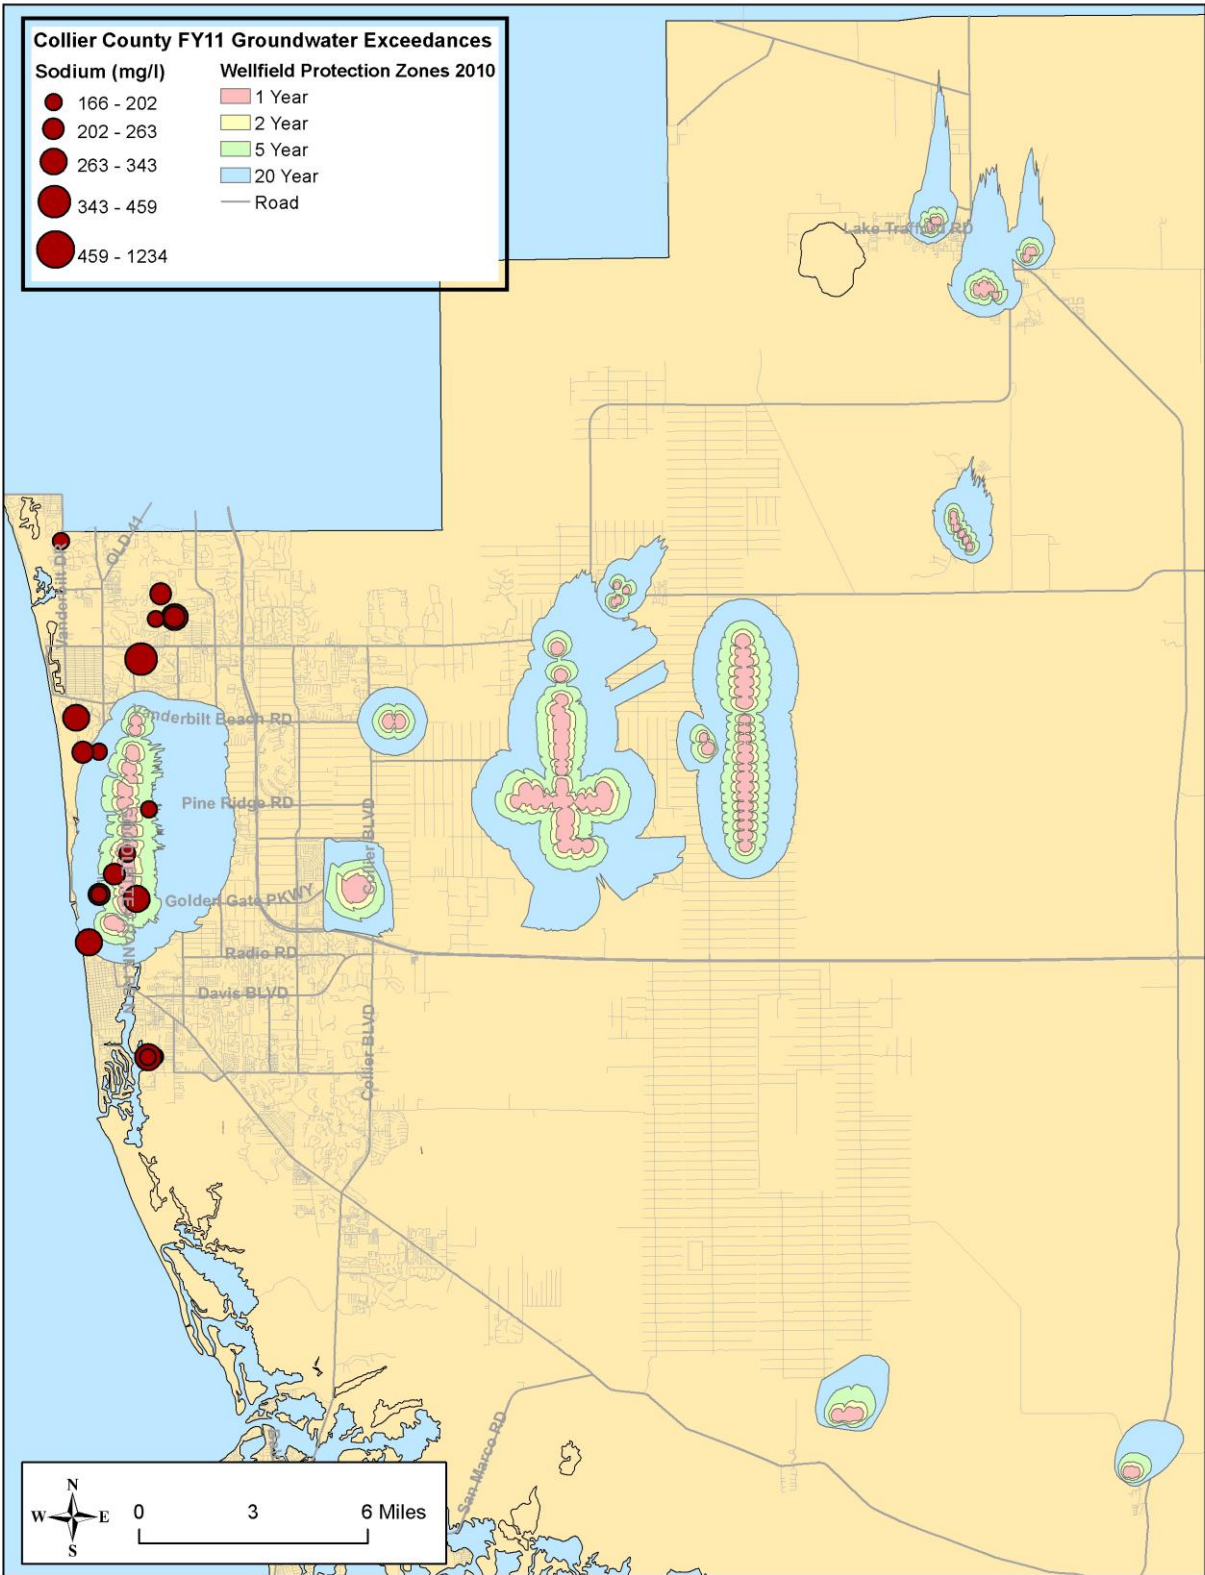 Collier County FY11 Groundwater Exceedances
Sodium (mg/l)
166 - 202
202 - 263
263 - 343
343 - 459
459 - 1234
Wellfield Protection Zones 2010
1 Year
2 Year
5 Year
20 Year
Road
Lake Trafford RD
OLD 41
Vanderbilt DR
Vanderbilt Beach RD
Pine Ridge RD
Collier BLVD
Golden Gate PKWY
Radio RD
Davis BLVD
Collier BLVD
San Marco RD
N
W E
S
0 3 6 Miles